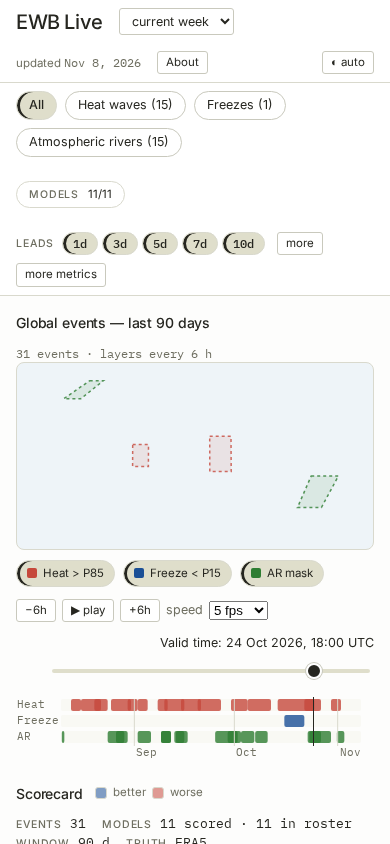 EWB Live current week
updated Nov 8, 2026 About auto
All Heat waves (15) Freezes (1)
Atmospheric rivers (15)
MODELS 11/11
LEADS 1d 3d 5d 7d 10d more
more metrics
Global events — last 90 days
31 events · layers every 6 h
Heat > P85 Freeze < P15 AR mask
−6h ▶ play +6h speed 5 fps
Valid time: 24 Oct 2026, 18:00 UTC
Heat
Freeze
AR
Sep Oct Nov
Scorecard better worse
EVENTS 31 MODELS 11 scored · 11 in roster
WINDOW 90 d TRUTH ERA5